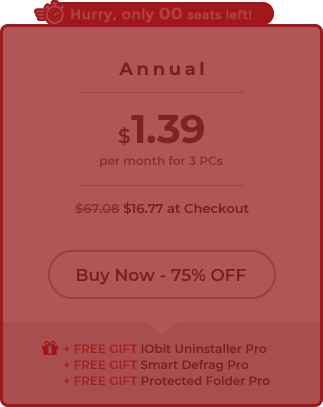 Hurry, only 00 seats left!
Annual
$1.39
per month for 3 PCs
$67.08 $16.77 at Checkout
Buy Now - 75% OFF
+ FREE GIFT IObit Uninstaller Pro
+ FREE GIFT Smart Defrag Pro
+ FREE GIFT Protected Folder Pro